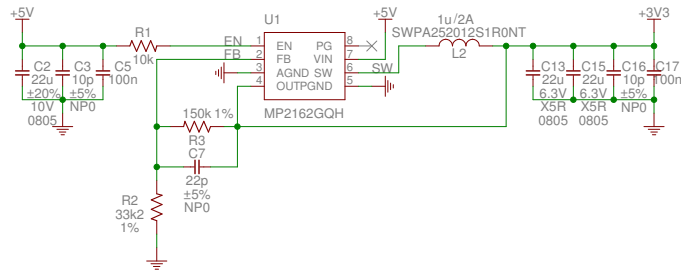 +5V
R1
10k
C2
22u
±20%
10V
0805
C3
10p
±5%
NP0
C5
100n
U1
EN
FB
1
2
3
4
EN
FB
AGND
OUT
PG
VIN
SW
PGND
8
7
6
5
MP2162GQH
+5V
SW
1u/2A
SWPA252012S1R0NT
L2
150k 1%
R3
C7
22p
±5%
NP0
R2
33k2
1%
+3V3
C13
22u
6.3V
X5R
0805
C15
22u
6.3V
X5R
0805
C16
10p
±5%
NP0
C17
100n